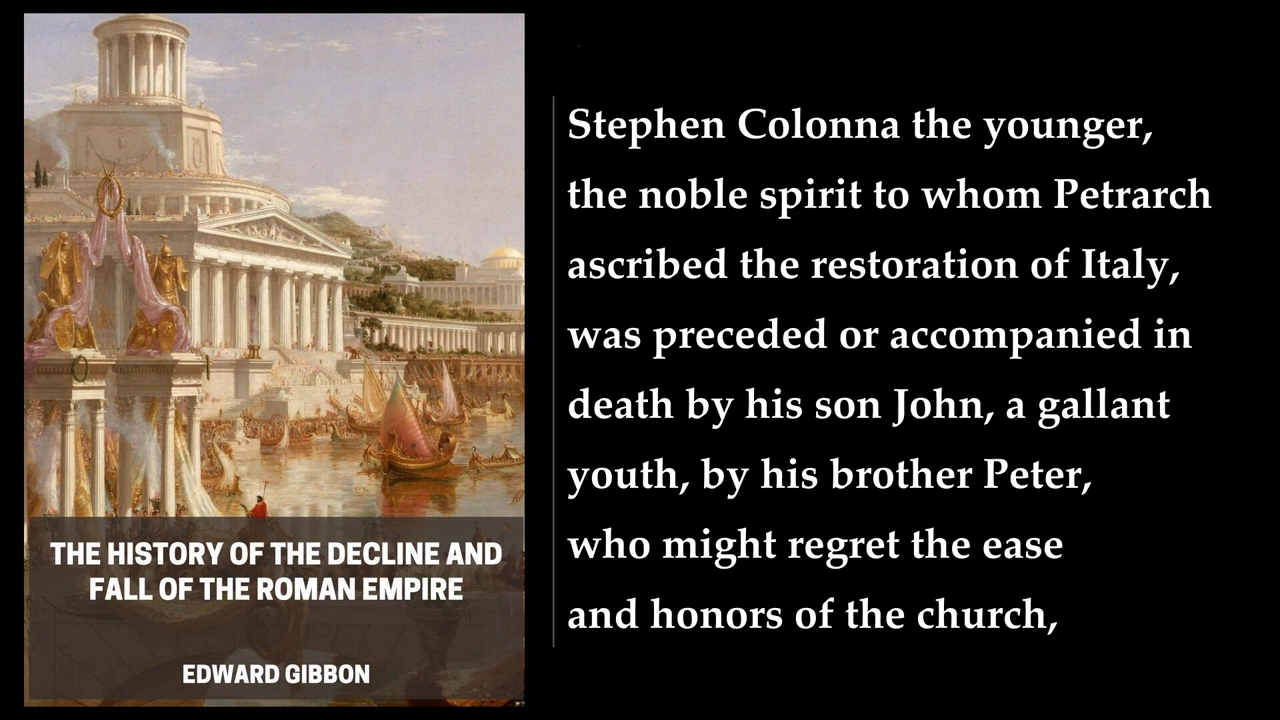 THE HISTORY OF THE DECLINE AND
FALL OF THE ROMAN EMPIRE
EDWARD GIBBON
Stephen Colonna the younger,
the noble spirit to whom Petrarch
ascribed the restoration of Italy,
was preceded or accompanied in
death by his son John, a gallant
youth, by his brother Peter,
who might regret the ease
and honors of the church,